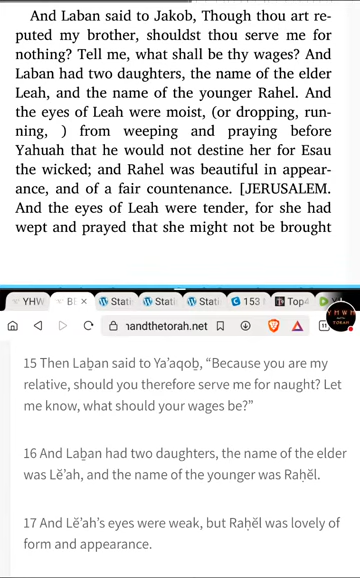 And Laban said to Jakob, Though thou art re-
puted my brother, shouldst thou serve me for
nothing? Tell me, what shall be thy wages? And
Laban had two daughters, the name of the elder
Leah, and the name of the younger Rahel. And
the eyes of Leah were moist, (or dropping, run-
ning, ) from weeping and praying before
Yahuah that he would not destine her for Esau
the wicked; and Rahel was beautiful in appear-
ance, and of a fair countenance. [JERUSALEM.
And the eyes of Leah were tender, for she had
wept and prayed that she might not be brought
YHW
Stati
Stati
Stati
153
Top
YMWM
WITH
TORAH
nandthetorah.net
15 Then Laḇan said to Ya’aqoḇ, “Because you are my
relative, should you therefore serve me for naught? Let
me know, what should your wages be?”
16 And Laḇan had two daughters, the name of the elder
was Lě’ah, and the name of the younger was Raḥěl.
17 And Lě’ah’s eyes were weak, but Raḥěl was lovely of
form and appearance.